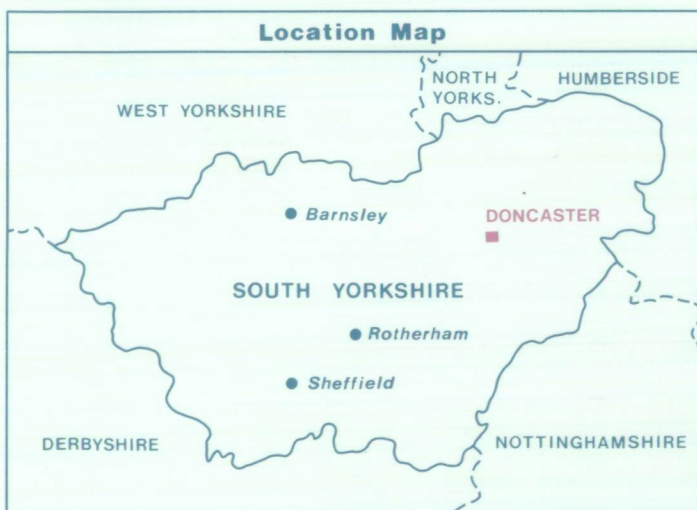 Location Map
NORTH
YORKS.
HUMBERSIDE
WEST YORKSHIRE
Barnsley
DONCASTER
SOUTH YORKSHIRE
Rotherham
Sheffield
DERBYSHIRE
NOTTINGHAMSHIRE